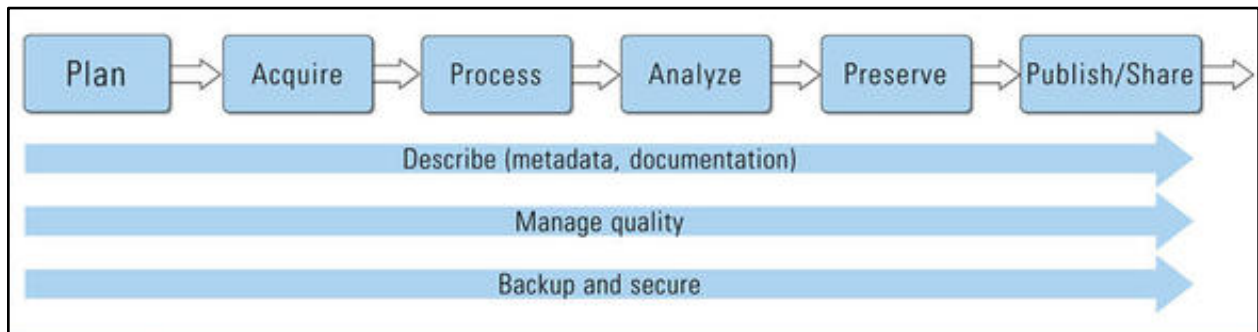 Plan
Acquire
Process
Analyze
Preserve
Publish/Share
Describe (metadata, documentation)
Manage quality
Backup and secure